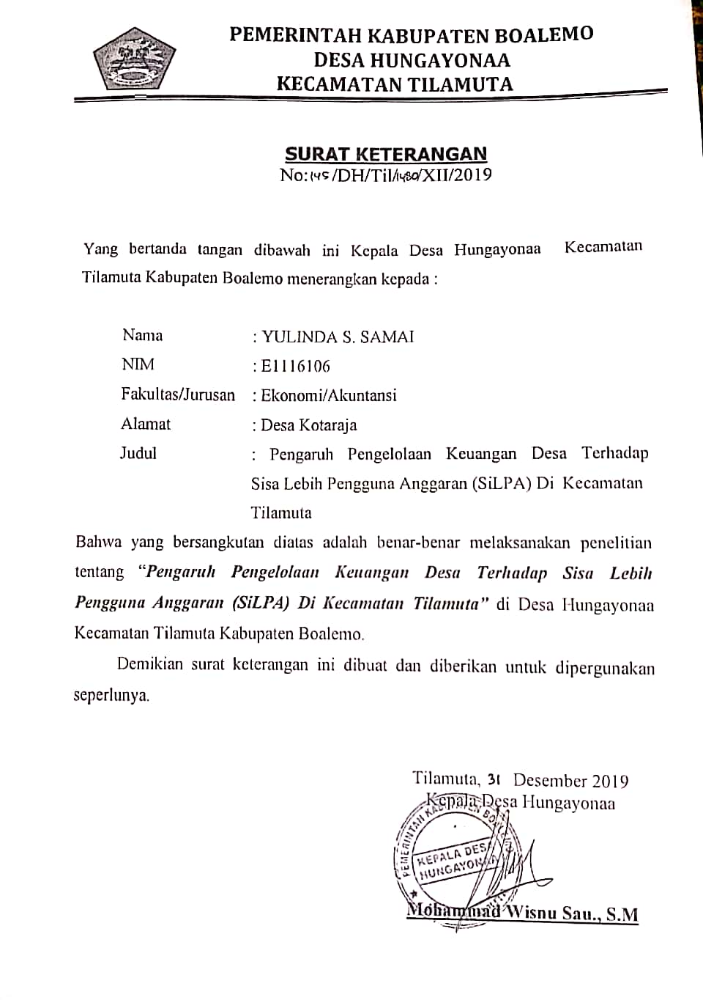 PEMERINTAH KABUPATEN BOALEMO
DESA HUNGAYONAA
KECAMATAN TILAMUTA
SURAT KETERANGAN
No: 145 /DH/Til/1480/XII/2019
Yang bertanda tangan dibawah ini Kepala Desa Hungayonaa Kecamatan
Tilamuta Kabupaten Boalemo menerangkan kepada :
Nama : YULINDA S. SAMAI
NIM : E1116106
Fakultas/Jurusan : Ekonomi/Akuntansi
Alamat : Desa Kotaraja
Judul : Pengaruh Pengelolaan Keuangan Desa Terhadap
Sisa Lebih Pengguna Anggaran (SiLPA) Di Kecamatan
Tilamuta
Bahwa yang bersangkutan diatas adalah benar-benar melaksanakan penelitian
tentang “Pengaruh Pengelolaan Keuangan Desa Terhadap Sisa Lebih
Pengguna Anggaran (SiLPA) Di Kecamatan Tilamuta” di Desa Hungayonaa
Kecamatan Tilamuta Kabupaten Boalemo.
Demikian surat keterangan ini dibuat dan diberikan untuk dipergunakan
seperlunya.
Tilamuta, 31 Desember 2019
Kepala Desa Hungayonaa
PEMERINTAH KABUPATEN BOALEMO
KEPALA DESA
HUNGAYONAA
Mohammad Wisnu Sau., S.M